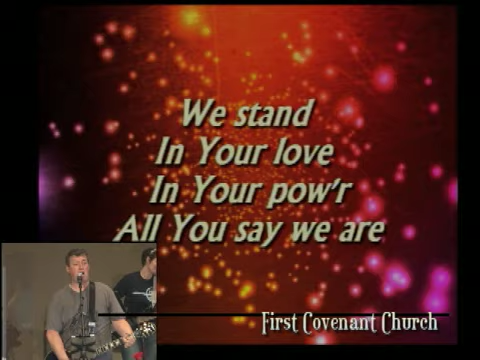 We stand
In Your love
In Your pow'r
All You say we are
First Covenant Church